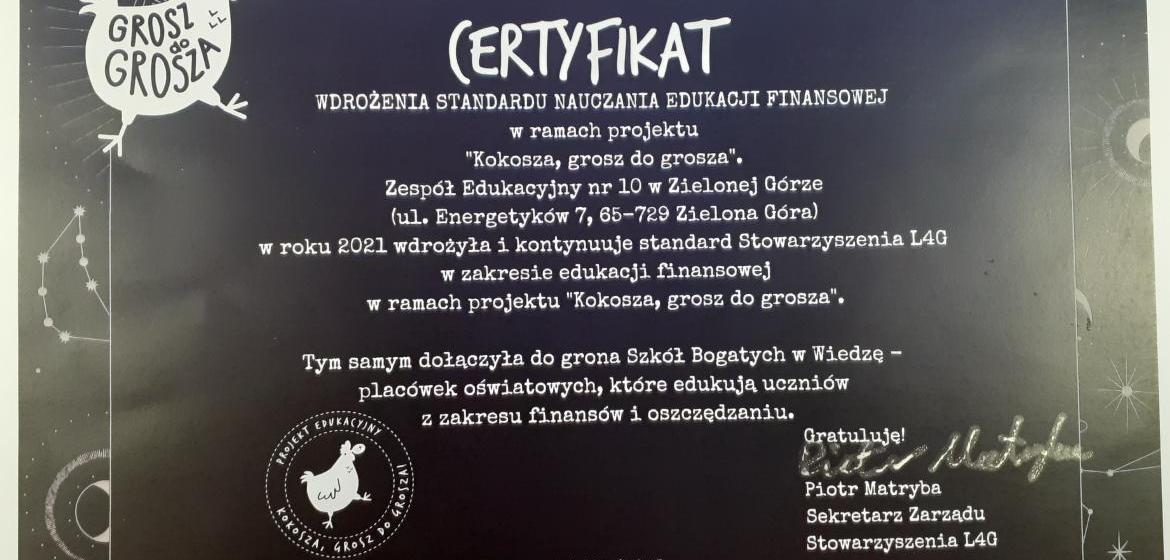 GROSZ
do
GROSZA
CERTYFIKAT
WDROŻENIA STANDARDU NAUCZANIA EDUKACJI FINANSOWEJ
w ramach projektu
"Kokosza, grosz do grosza".
Zespół Edukacyjny nr 10 w Zielonej Górze
(ul. Energetyków 7, 65-729 Zielona Góra)
w roku 2021 wdrożyła i kontynuuje standard Stowarzyszenia L4G
w zakresie edukacji finansowej
w ramach projektu "Kokosza, grosz do grosza".
Tym samym dołączyła do grona Szkół Bogatych w Wiedzę –
placówek oświatowych, które edukują uczniów
z zakresu finansów i oszczędzaniu.
PROJEKT EDUKACYJNY
KOKOSZA, GROSZ DO GROSZA!
Gratuluję!
Piotr Matryba
Piotr Matryba
Sekretarz Zarządu
Stowarzyszenia L4G